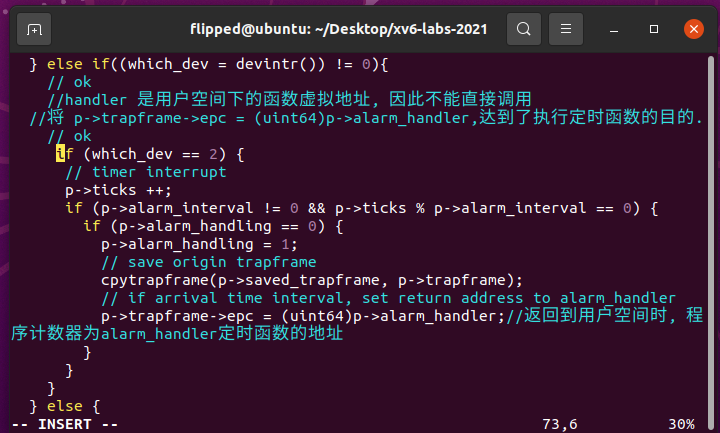 flipped@ubuntu: ~/Desktop/xv6-labs-2021
} else if((which_dev = devintr()) != 0){
// ok
//handler 是用户空间下的函数虚拟地址, 因此不能直接调用
//将 p->trapframe->epc = (uint64)p->alarm_handler,达到了执行定时函数的目的.
// ok
if (which_dev == 2) {
// timer interrupt
p->ticks ++;
if (p->alarm_interval != 0 && p->ticks % p->alarm_interval == 0) {
if (p->alarm_handling == 0) {
p->alarm_handling = 1;
// save origin trapframe
cpytrapframe(p->saved_trapframe, p->trapframe);
// if arrival time interval, set return address to alarm_handler
p->trapframe->epc = (uint64)p->alarm_handler;//返回到用户空间时, 程
序计数器为alarm_handler定时函数的地址
}
}
}
} else {
-- INSERT -- 73,6 30%